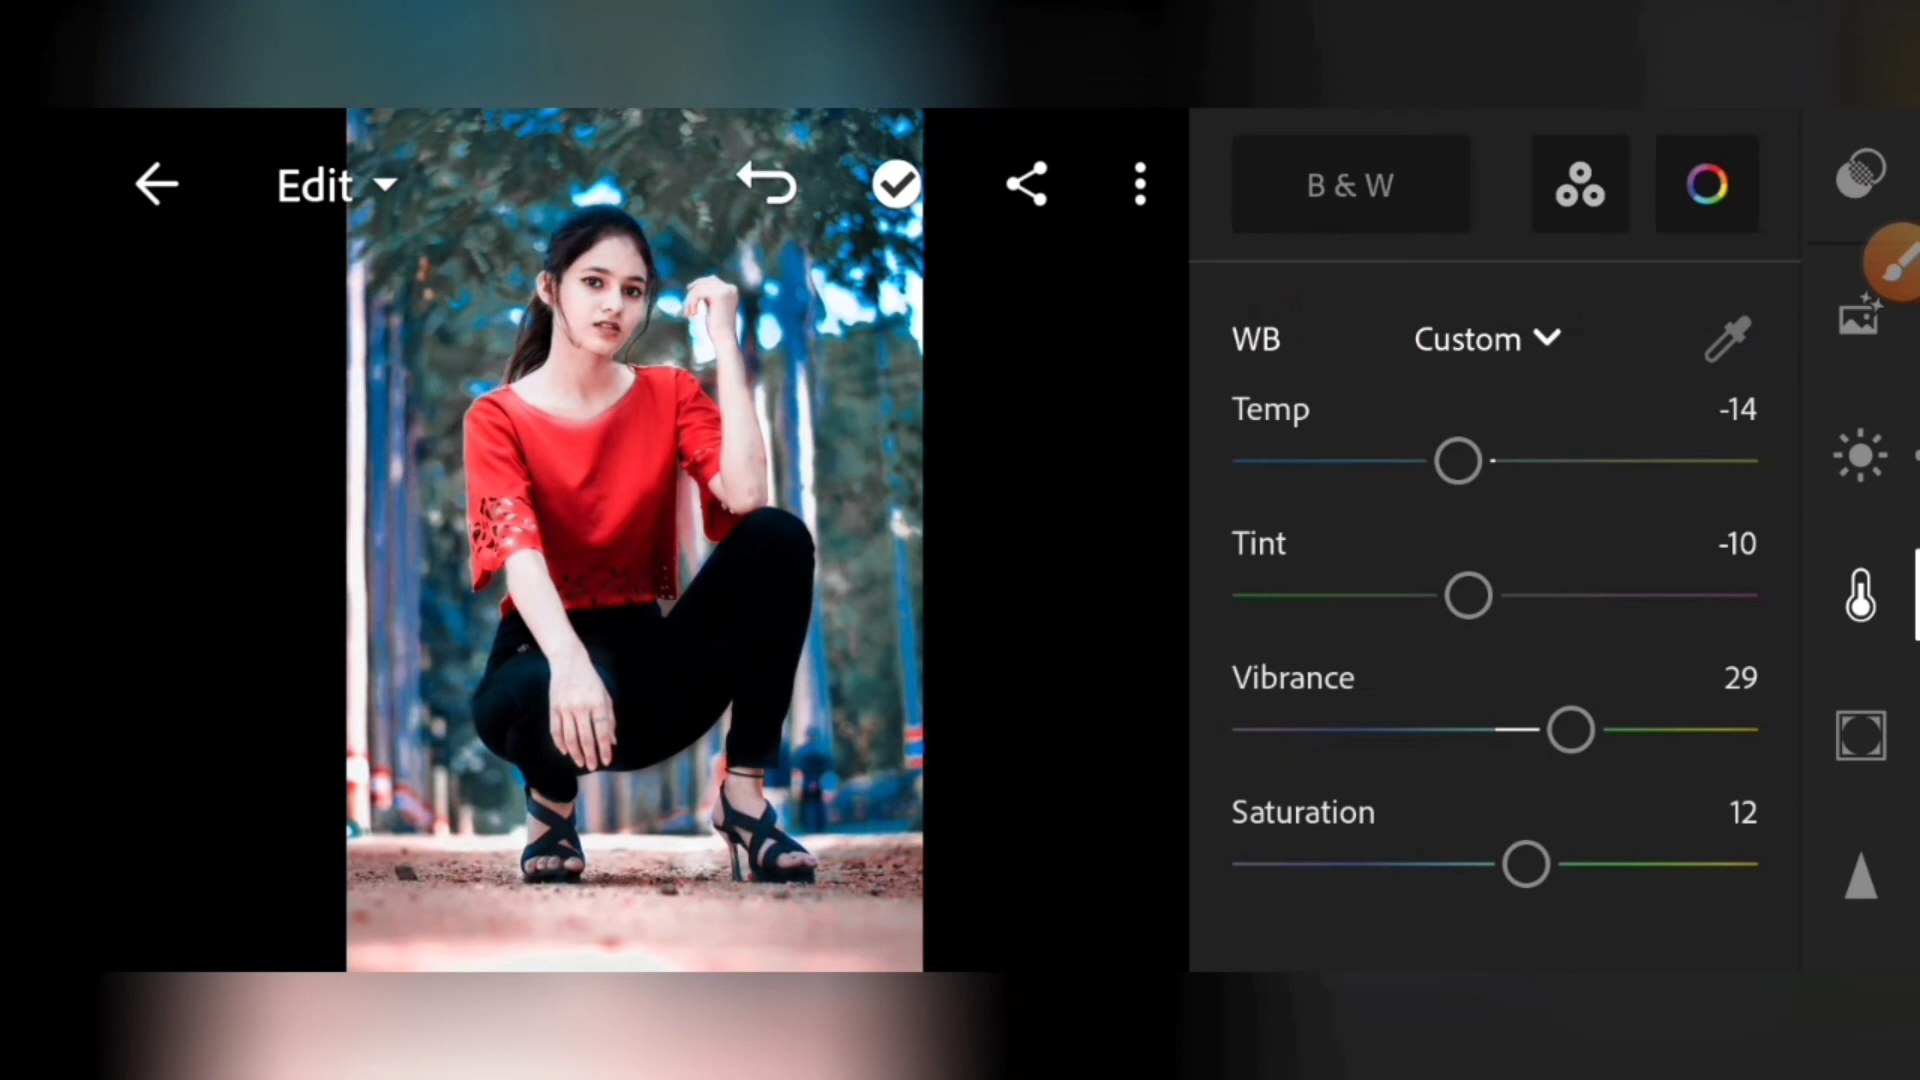 Edit
B & W
WB Custom
Temp -14
Tint -10
Vibrance 29
Saturation 12